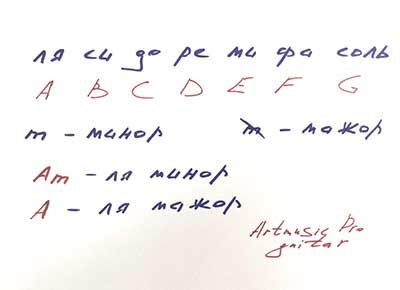 ля си до ре ми фа соль
A B C D E F G
m - минор m - мажор
Am - ля минор
A - ля мажор
Artmusic Pro
guitar